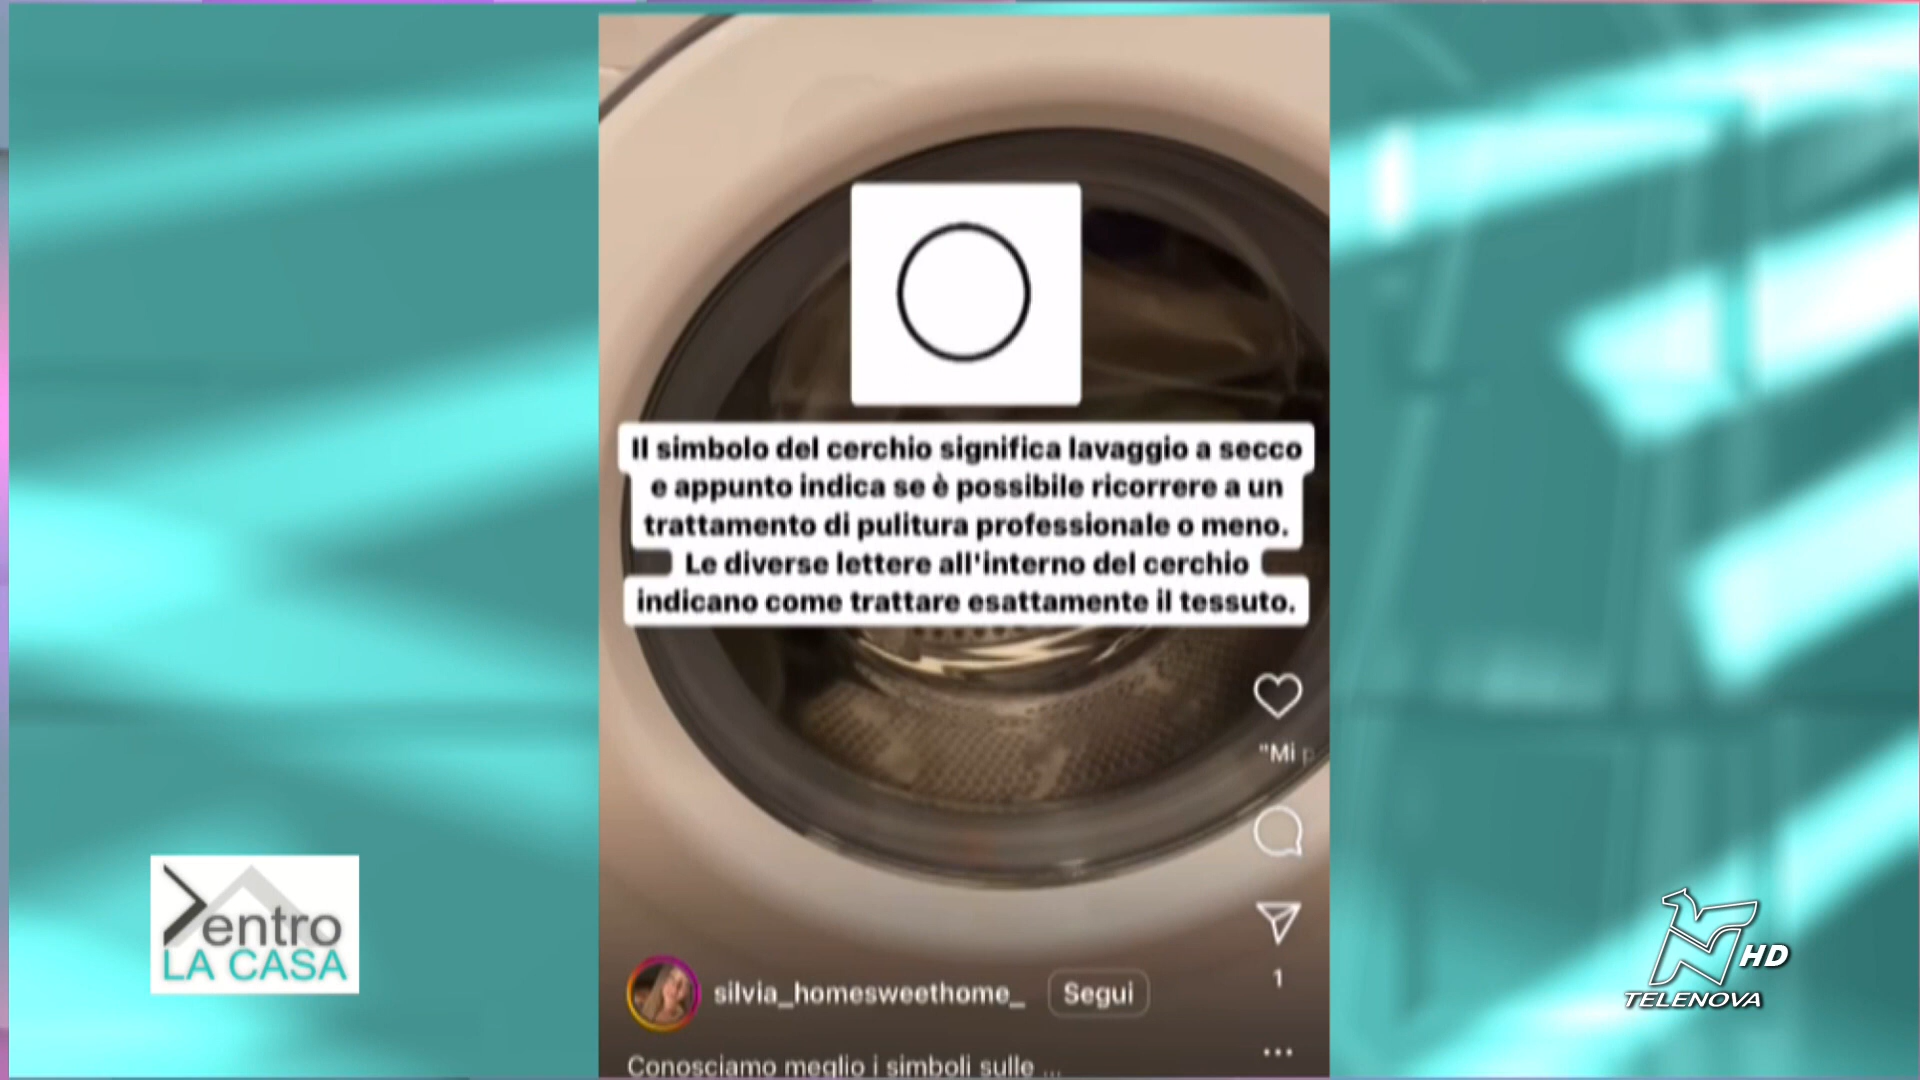 Il simbolo del cerchio significa lavaggio a secco
e appunto indica se è possibile ricorrere a un
trattamento di pulitura professionale o meno.
Le diverse lettere all'interno del cerchio
indicano come trattare esattamente il tessuto.
"Mi
silvia_homesweethome_ Segui
1
Conosciamo meglio i simboli sulle ...
Dentro
LA CASA
HD
TELENOVA